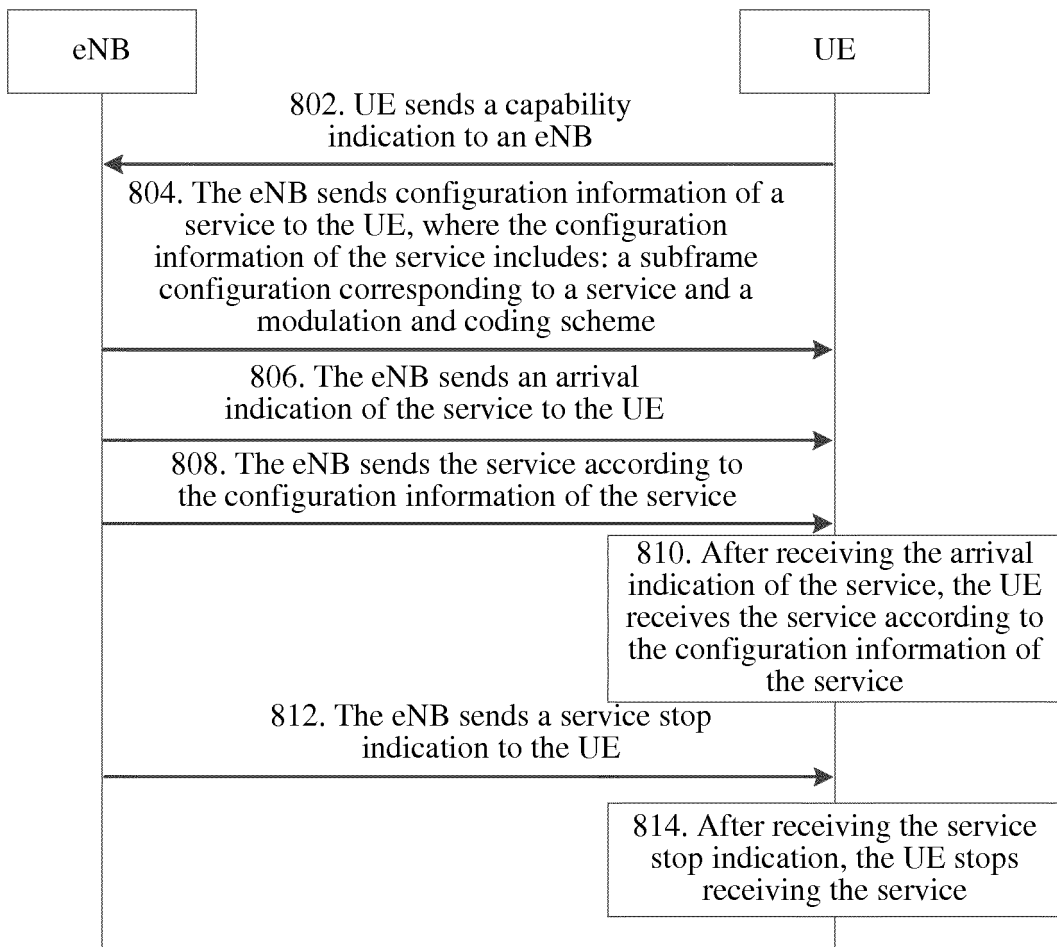 eNB
UE
802. UE sends a capability
indication to an eNB
804. The eNB sends configuration information of a
service to the UE, where the configuration
information of the service includes: a subframe
configuration corresponding to a service and a
modulation and coding scheme
806. The eNB sends an arrival
indication of the service to the UE
808. The eNB sends the service according to
the configuration information of the service
810. After receiving the arrival
indication of the service, the UE
receives the service according to
the configuration information of
the service
812. The eNB sends a service stop
indication to the UE
814. After receiving the service
stop indication, the UE stops
receiving the service